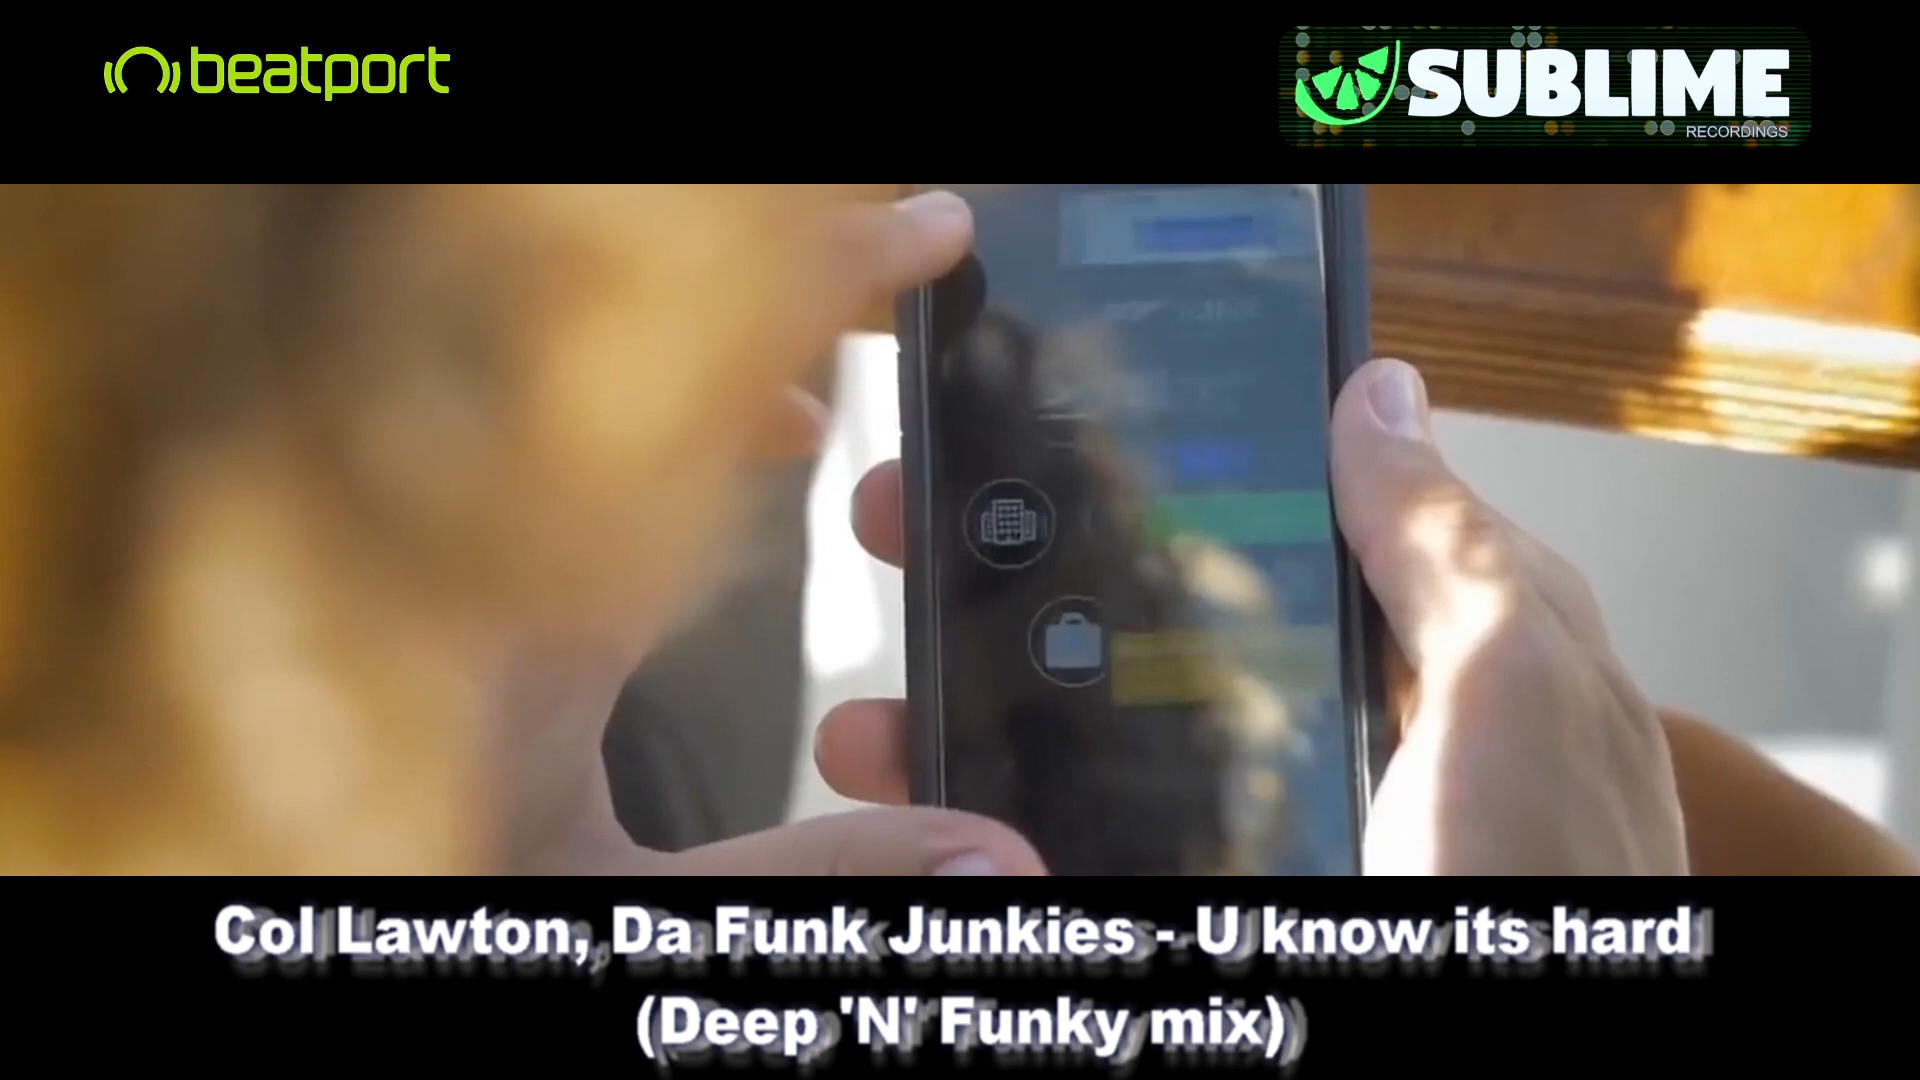 beatport
SUBLIME
RECORDINGS
Col Lawton, Da Funk Junkies - U know its hard
(Deep 'N' Funky mix)